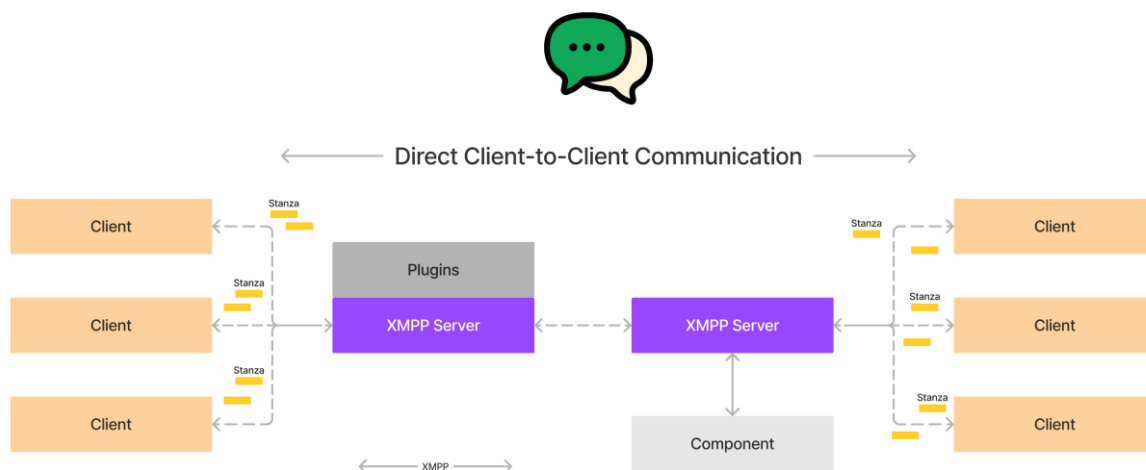 Direct Client-to-Client Communication
Stanza
Client
Stanza
Client
Plugins
Stanza
Client
XMPP Server
XMPP Server
Stanza
Client
Stanza
Client
Stanza
Client
Component
XMPP